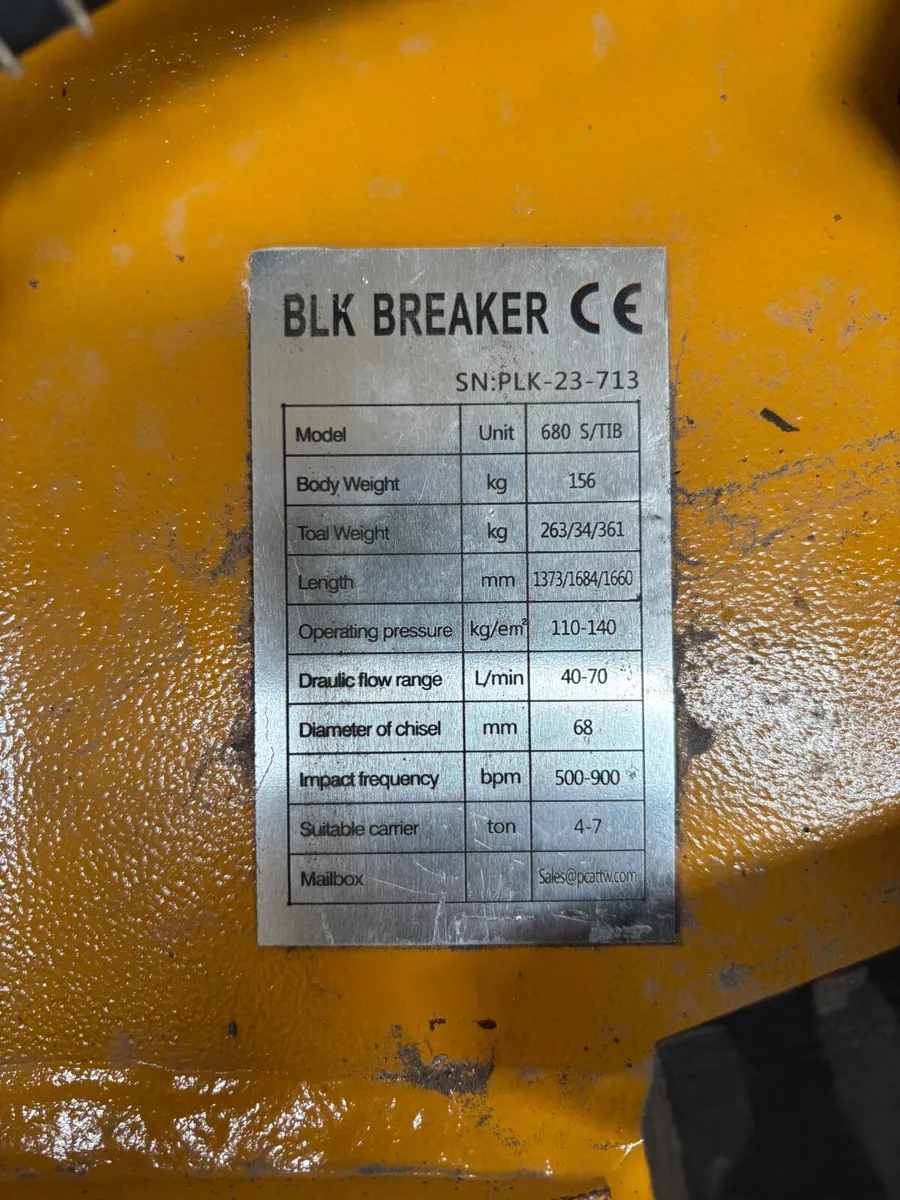 BLK BREAKER CE
SN:PLK-23-713
Model Unit 680 S/TIB
Body Weight kg 156
Toal Weight kg 263/34/361
Length mm 1373/1684/1660
Operating pressure kg/em² 110-140
Draulic flow range L/min 40-70
Diameter of chisel mm 68
Impact frequency bpm 500-900
Suitable carrier ton 4-7
Mailbox Sales@pcattw.com